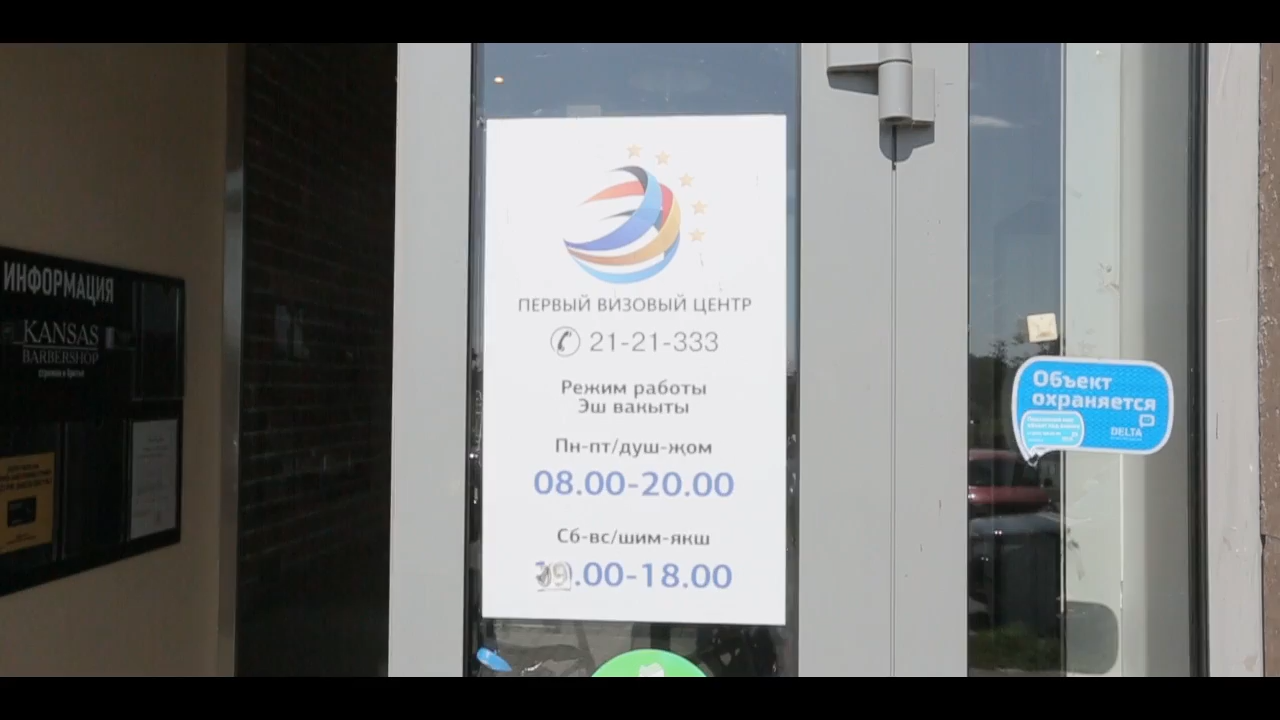 ИНФОРМАЦИЯ
KANSAS
BARBERSHOP
ПЕРВЫЙ ВИЗОВЫЙ ЦЕНТР
21-21-333
Режим работы
Эш вакыты
Пн-пт/душ-җом
08.00-20.00
Сб-вс/шим-якш
09.00-18.00
Объект
охраняется
DELTA